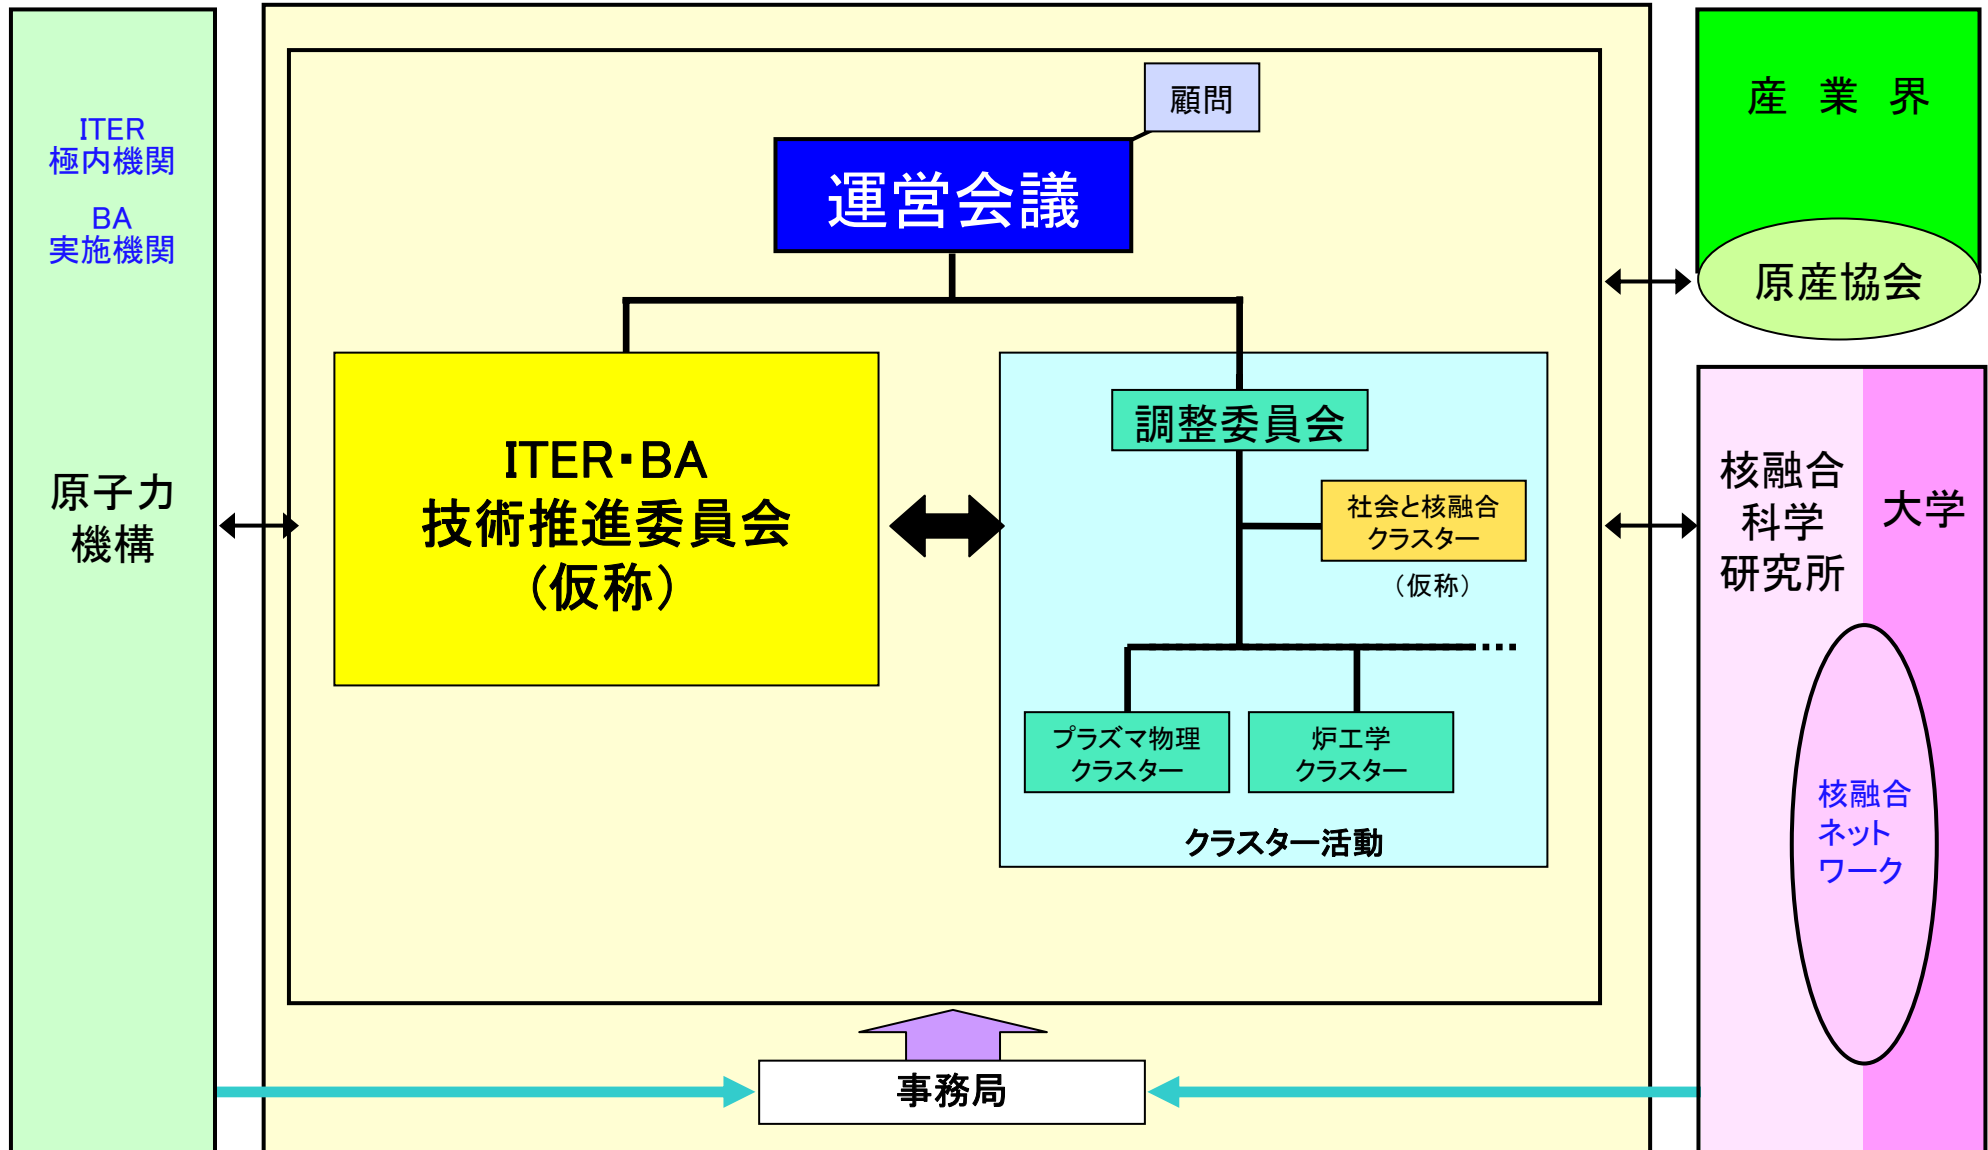 ITER
極内機関
BA
実施機関
原子力
機構
顧問
運営会議
ITER・BA
技術推進委員会
（仮称）
調整委員会
社会と核融合
クラスター
（仮称）
プラズマ物理
クラスター
炉工学
クラスター
クラスター活動
事務局
産　業　界
原産協会
核融合
科学
研究所
大学
核融合
ネット
ワーク